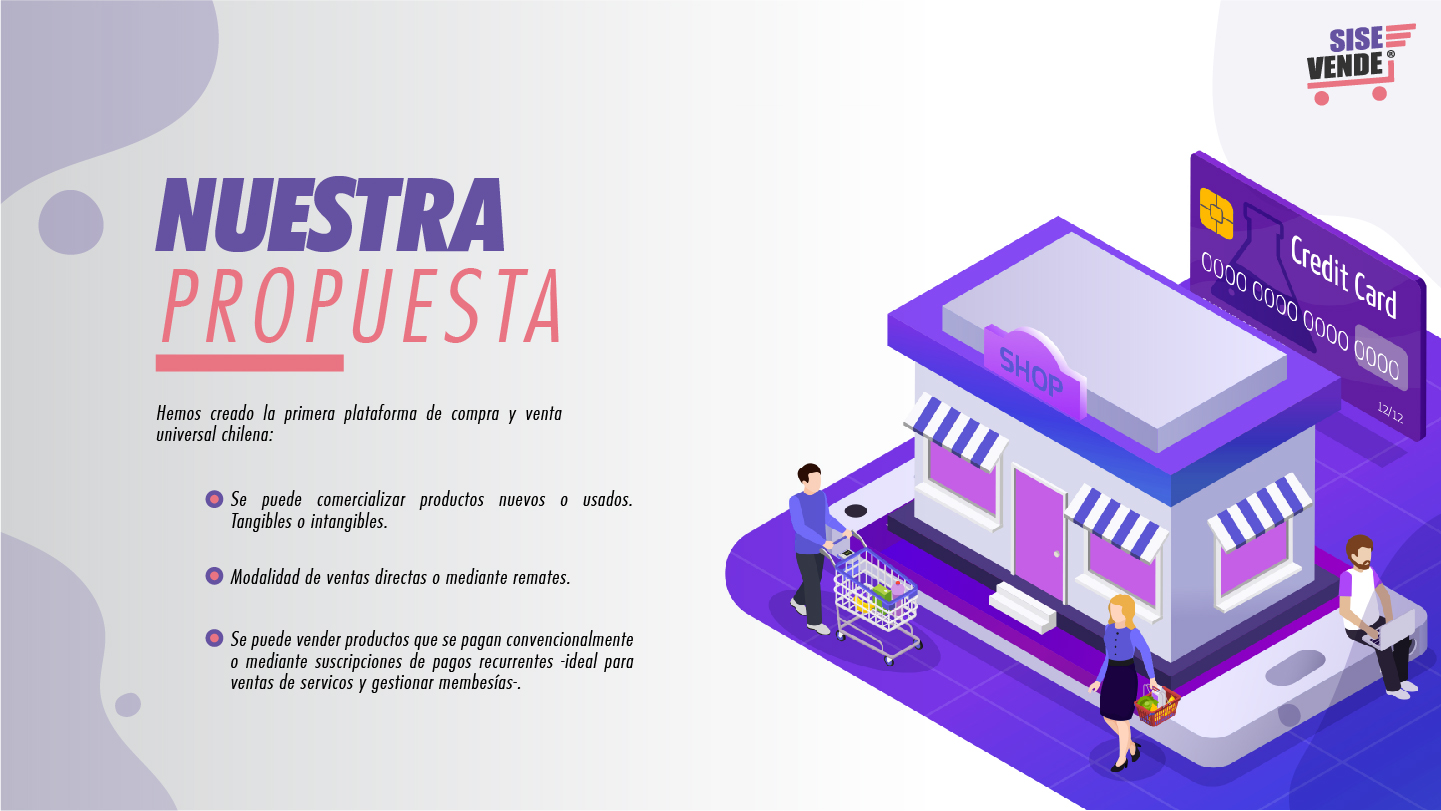 SISE
VENDE®
NUESTRA
PROPUESTA
Hemos creado la primera plataforma de compra y venta
universal chilena:
Se puede comercializar productos nuevos o usados.
Tangibles o intangibles.
Modalidad de ventas directas o mediante remates.
Se puede vender productos que se pagan convencionalmente
o mediante suscripciones de pagos recurrentes -ideal para
ventas de servicos y gestionar membesías-.
SHOP
Credit Card
0000 0000 0000 0000
12/12